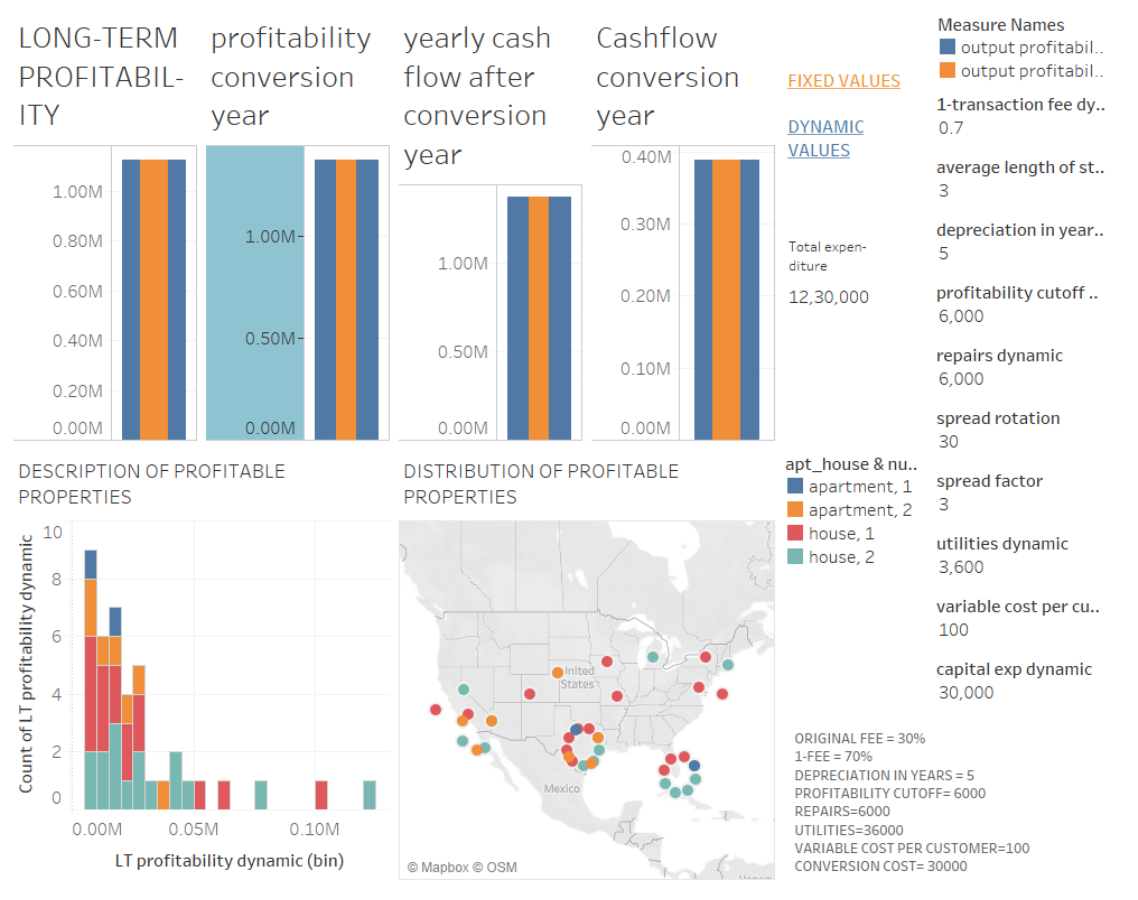 LONG-TERM
PROFITABIL-
ITY
1.00M
0.80M
0.60M
0.40M
0.20M
0.00M
profitability
conversion
year
1.00M
0.50M
0.00M
yearly cash
flow after
conversion
year
1.00M
0.50M
0.00M
Cashflow
conversion
year
0.40M
0.30M
0.20M
0.10M
0.00M
FIXED VALUES
DYNAMIC
VALUES
Total expen-
diture
12,30,000
Measure Names
output profitabil..
output profitabil..
1-transaction fee dy..
0.7
average length of st..
3
depreciation in year..
5
profitability cutoff ..
6,000
repairs dynamic
6,000
spread rotation
30
spread factor
3
utilities dynamic
3,600
variable cost per cu..
100
capital exp dynamic
30,000
DESCRIPTION OF PROFITABLE
PROPERTIES
Count of LT profitability dynamic
10
8
6
4
2
0
0.00M
0.05M
0.10M
LT profitability dynamic (bin)
DISTRIBUTION OF PROFITABLE
PROPERTIES
United
States
Mexico
© Mapbox © OSM
apt_house & nu..
apartment, 1
apartment, 2
house, 1
house, 2
ORIGINAL FEE = 30%
1-FEE = 70%
DEPRECIATION IN YEARS = 5
PROFITABILITY CUTOFF= 6000
REPAIRS=6000
UTILITIES=36000
VARIABLE COST PER CUSTOMER=100
CONVERSION COST= 30000